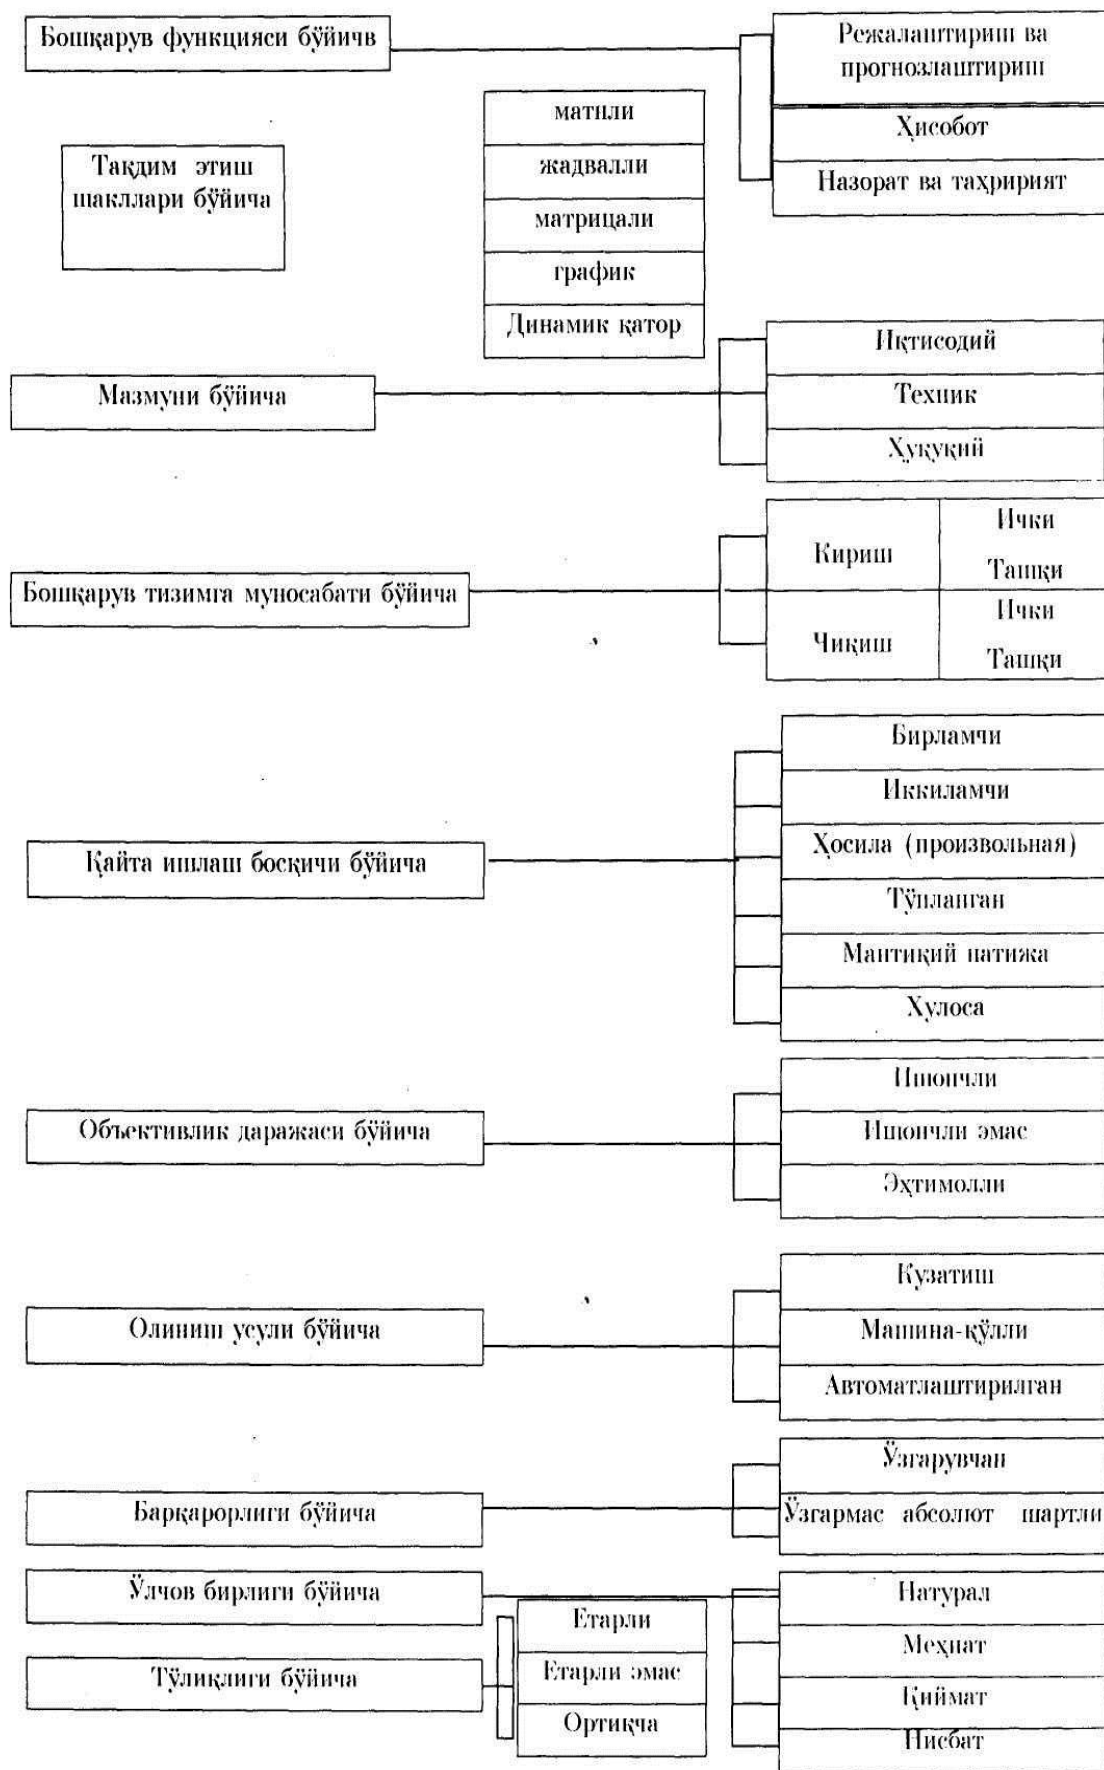 Бошқарув функцияси бўйичв
Режалаштириш ва
прогнозлаштириш
Ҳисобот
Назорат ва таҳририят
Тақдим этиш
шакллари бўйича
матнли
жадвалли
матрицали
график
Динамик қатор
Мазмуни бўйича
Иқтисодий
Техник
Ҳуқуқий
Бошқарув тизимга муносабати бўйича
Кириш
Ички
Ташқи
Чиқиш
Ички
Ташқи
Қайта ишлаш босқичи бўйича
Бирламчи
Иккиламчи
Ҳосила (произвольная)
Тўпланган
Мантиқий натижа
Хулоса
Объективлик даражаси бўйича
Ишончли
Ишончли эмас
Эҳтимолли
Олиниш усули бўйича
Кузатиш
Машина-қўлли
Автоматлаштирилган
Барқарорлиги бўйича
Ўзгарувчан
Ўзгармас абсолют шартли
Ўлчов бирлиги бўйича
Натурал
Меҳнат
Қиймат
Нисбат
Тўлиқлиги бўйича
Етарли
Етарли эмас
Ортиқча